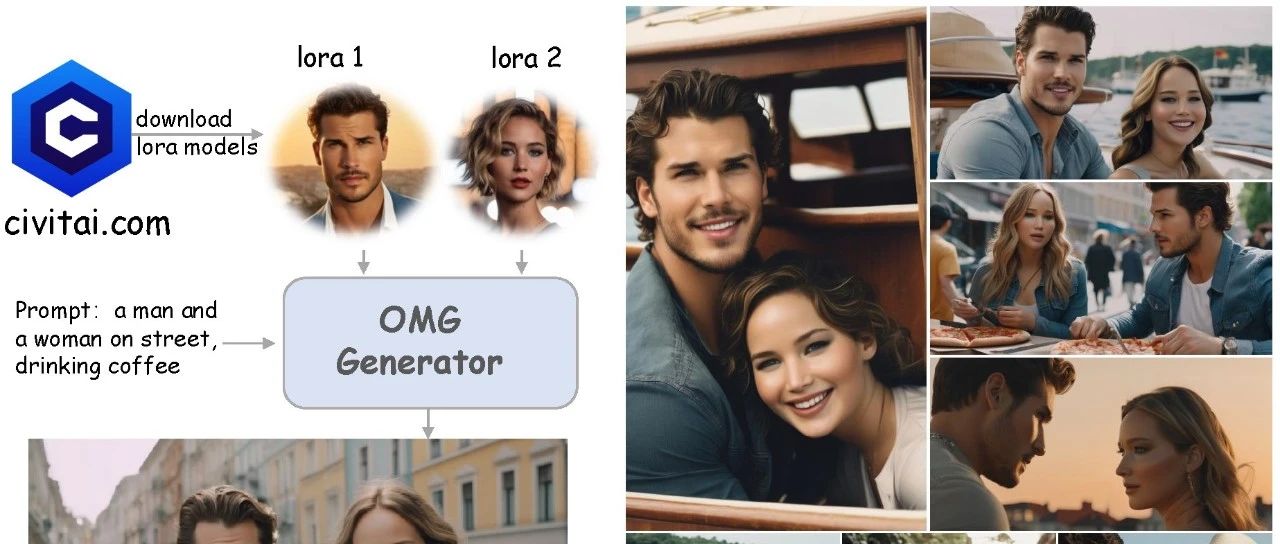 lora 1
lora 2
download
lora models
civitai.com
Prompt: a man and
a woman on street,
drinking coffee
OMG
Generator